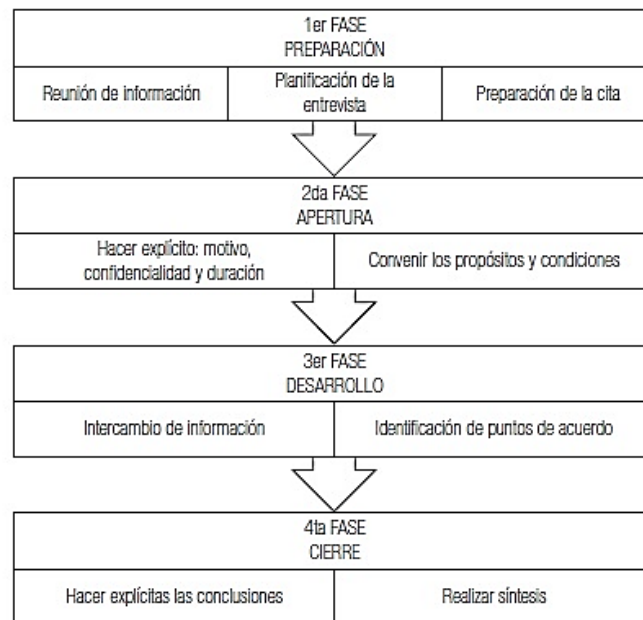 1er FASE
PREPARACIÓN
Reunión de información
Planificación de la
entrevista
Preparación de la cita
2da FASE
APERTURA
Hacer explícito: motivo,
confidencialidad y duración
Convenir los propósitos y condiciones
3er FASE
DESARROLLO
Intercambio de información
Identificación de puntos de acuerdo
4ta FASE
CIERRE
Hacer explícitas las conclusiones
Realizar síntesis